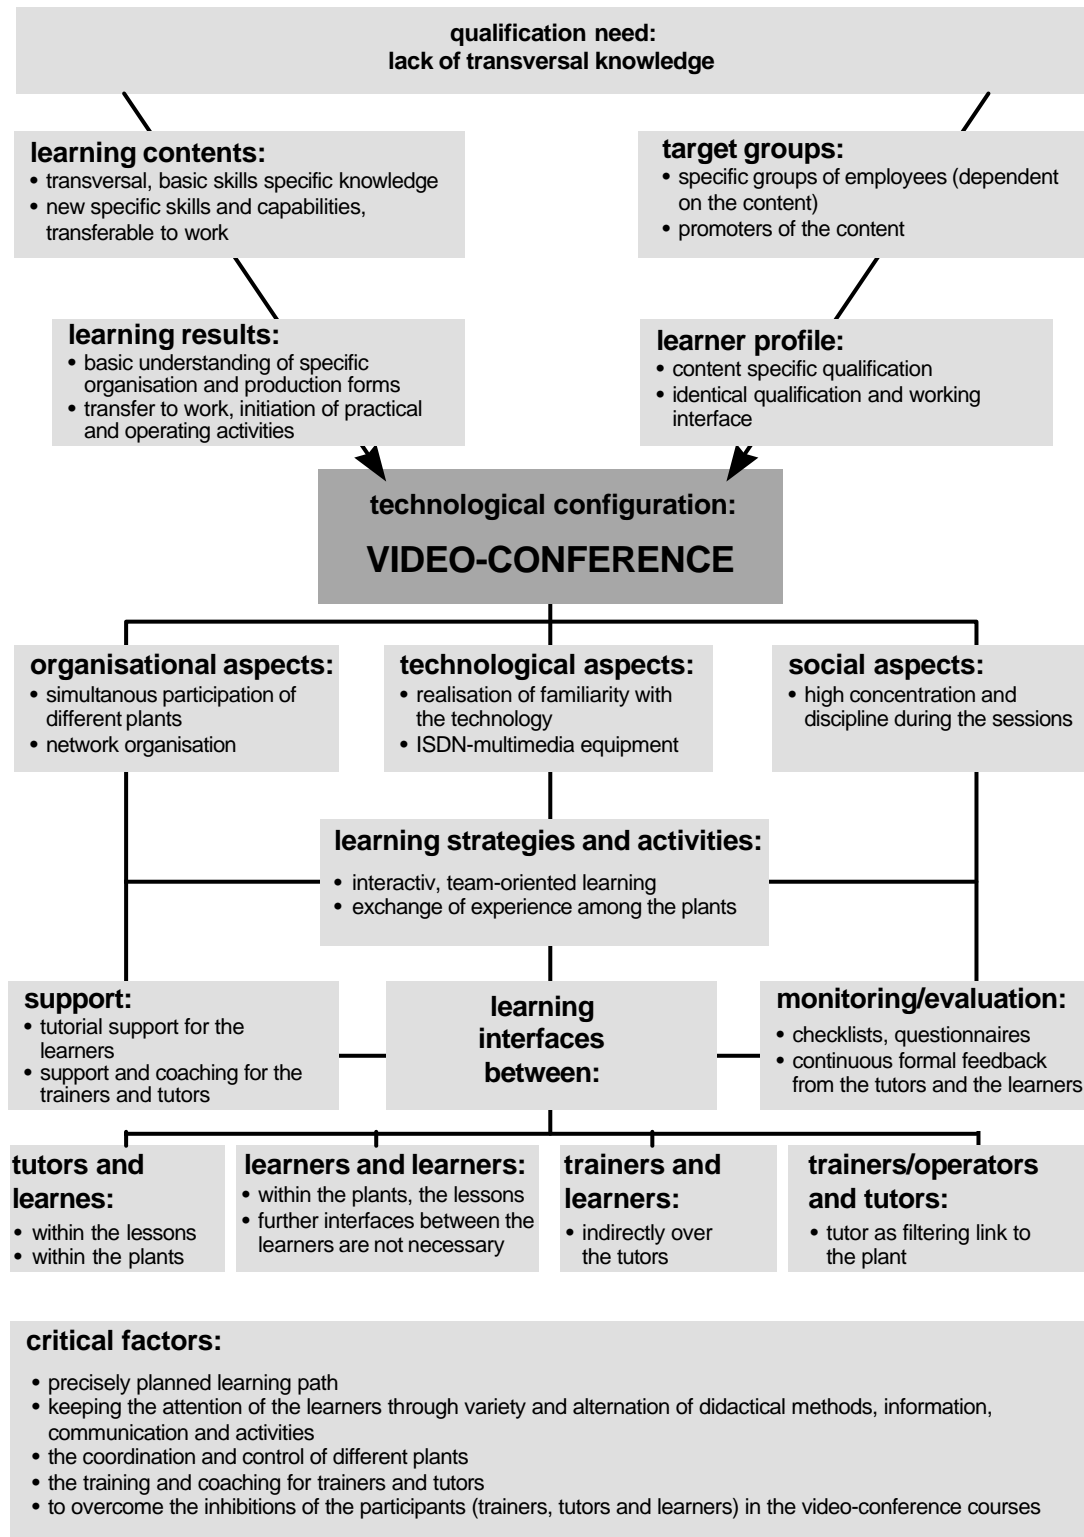 qualification need:
lack of transversal knowledge
learning contents:
• transversal, basic skills specific knowledge
• new specific skills and capabilities,
transferable to work
target groups:
• specific groups of employees (dependent
on the content)
• promoters of the content
learning results:
• basic understanding of specific
organisation and production forms
• transfer to work, initiation of practical
and operating activities
learner profile:
• content specific qualification
• identical qualification and working
interface
technological configuration:
VIDEO-CONFERENCE
organisational aspects:
• simultanous participation of
different plants
• network organisation
technological aspects:
• realisation of familiarity with
the technology
• ISDN-multimedia equipment
social aspects:
• high concentration and
discipline during the sessions
learning strategies and activities:
• interactiv, team-oriented learning
• exchange of experience among the plants
support:
• tutorial support for the
learners
• support and coaching for the
trainers and tutors
learning
interfaces
between:
monitoring/evaluation:
• checklists, questionnaires
• continuous formal feedback
from the tutors and the learners
tutors and
learnes:
• within the lessons
• within the plants
learners and learners:
• within the plants, the lessons
• further interfaces between the
learners are not necessary
trainers and
learners:
• indirectly over
the tutors
trainers/operators
and tutors:
• tutor as filtering link to
the plant
critical factors:
• precisely planned learning path
• keeping the attention of the learners through variety and alternation of didactical methods, information,
communication and activities
• the coordination and control of different plants
• the training and coaching for trainers and tutors
• to overcome the inhibitions of the participants (trainers, tutors and learners) in the video-conference courses